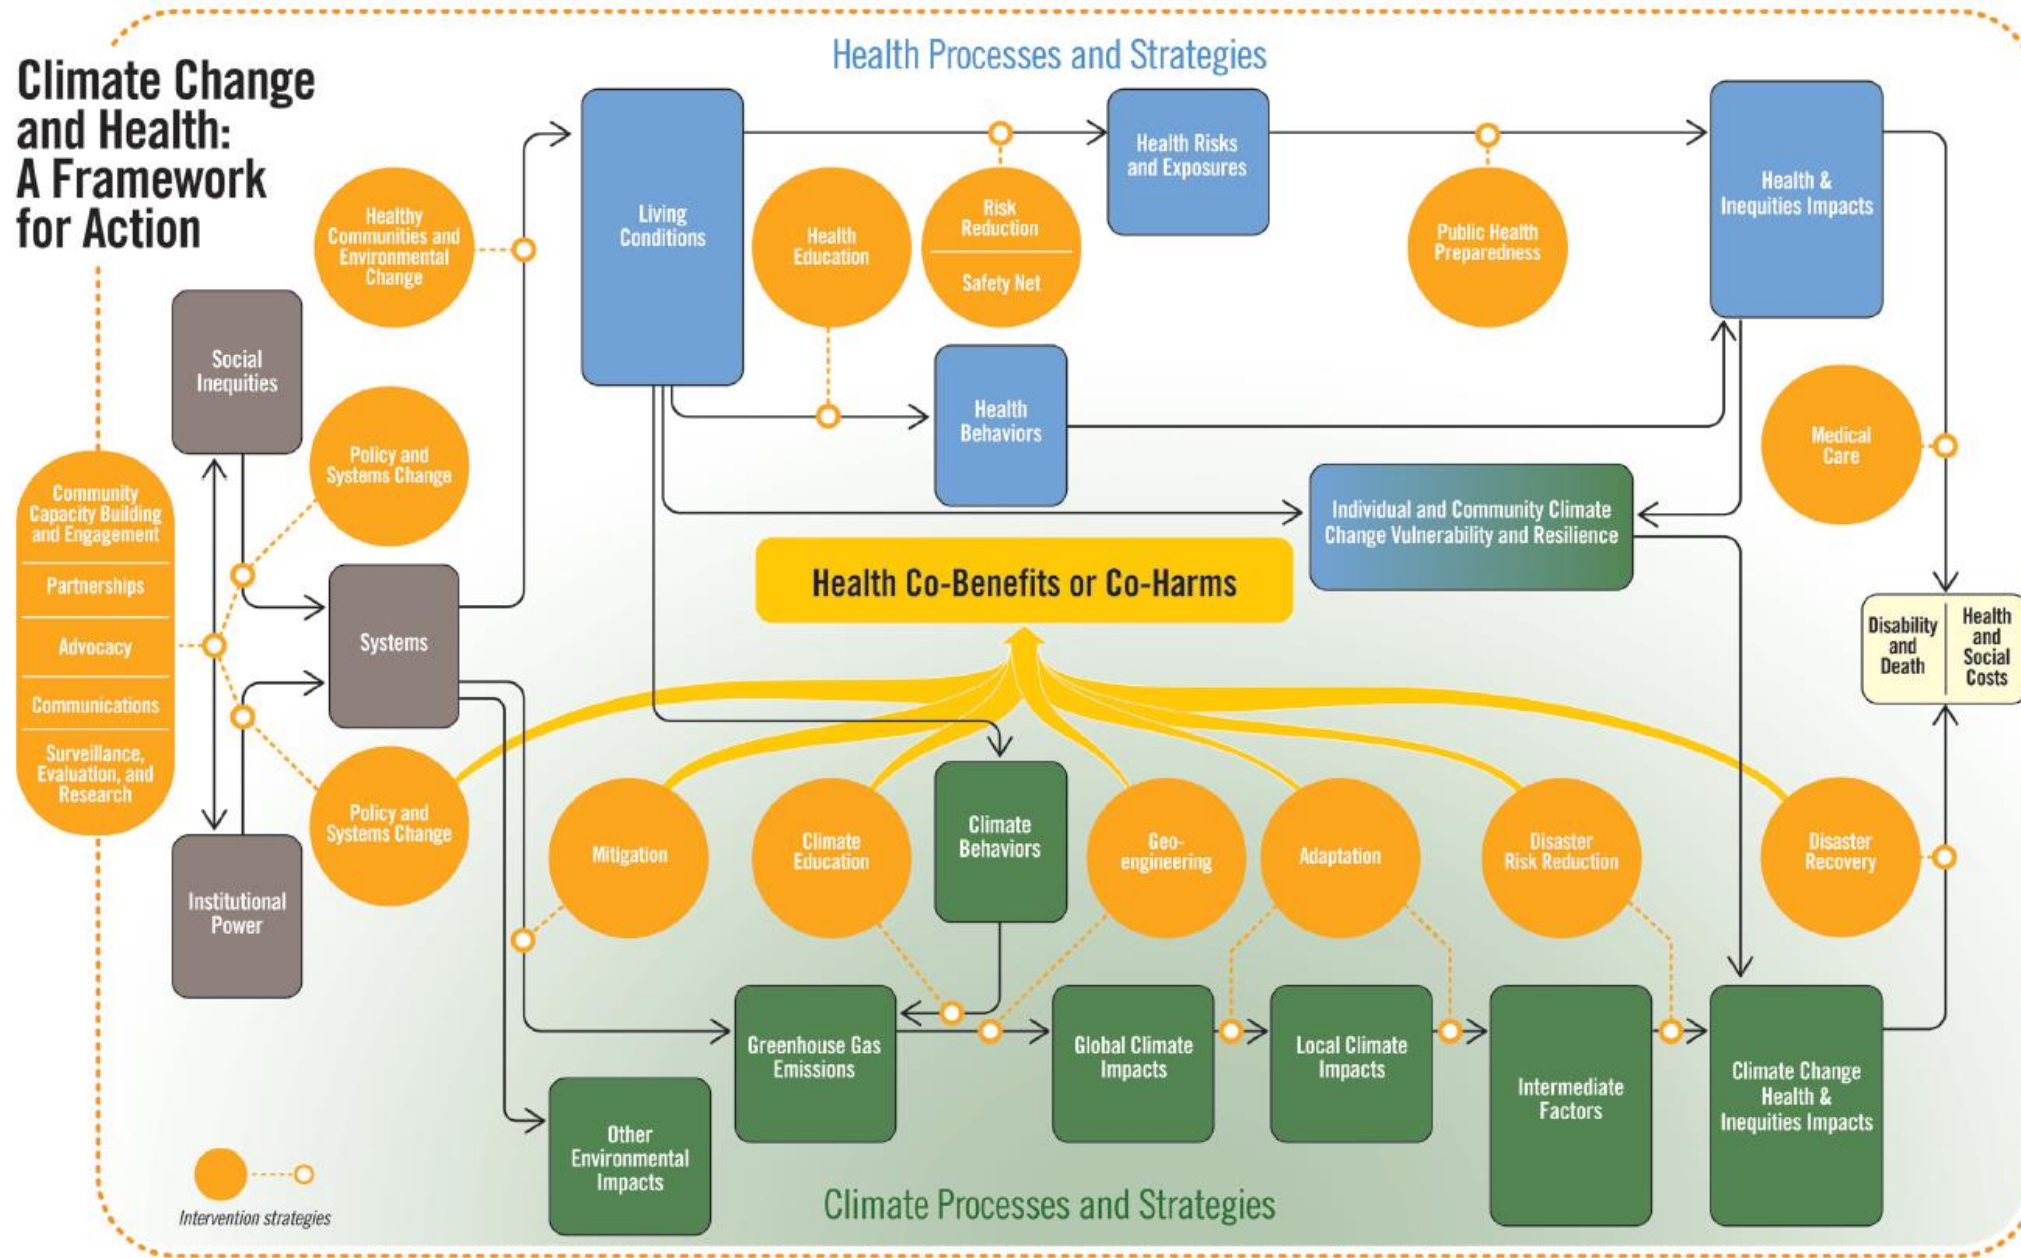 Climate Change
and Health:
A Framework
for Action
Health Processes and Strategies
Healthy
Communities and
Environmental
Change
Living
Conditions
Health
Education
Risk
Reduction
Safety Net
Health Risks
and Exposures
Public Health
Preparedness
Health &
Inequities Impacts
Social
Inequities
Policy and
Systems Change
Health
Behaviors
Medical
Care
Community
Capacity Building
and Engagement
Partnerships
Advocacy
Communications
Surveillance,
Evaluation, and
Research
Individual and Community Climate
Change Vulnerability and Resilience
Systems
Health Co-Benefits or Co-Harms
Disability
and
Death
Health
and
Social
Costs
Institutional
Power
Policy and
Systems Change
Mitigation
Climate
Education
Climate
Behaviors
Geo-
engineering
Adaptation
Disaster
Risk Reduction
Disaster
Recovery
Greenhouse Gas
Emissions
Global Climate
Impacts
Local Climate
Impacts
Intermediate
Factors
Climate Change
Health &
Inequities Impacts
Other
Environmental
Impacts
Intervention strategies
Climate Processes and Strategies